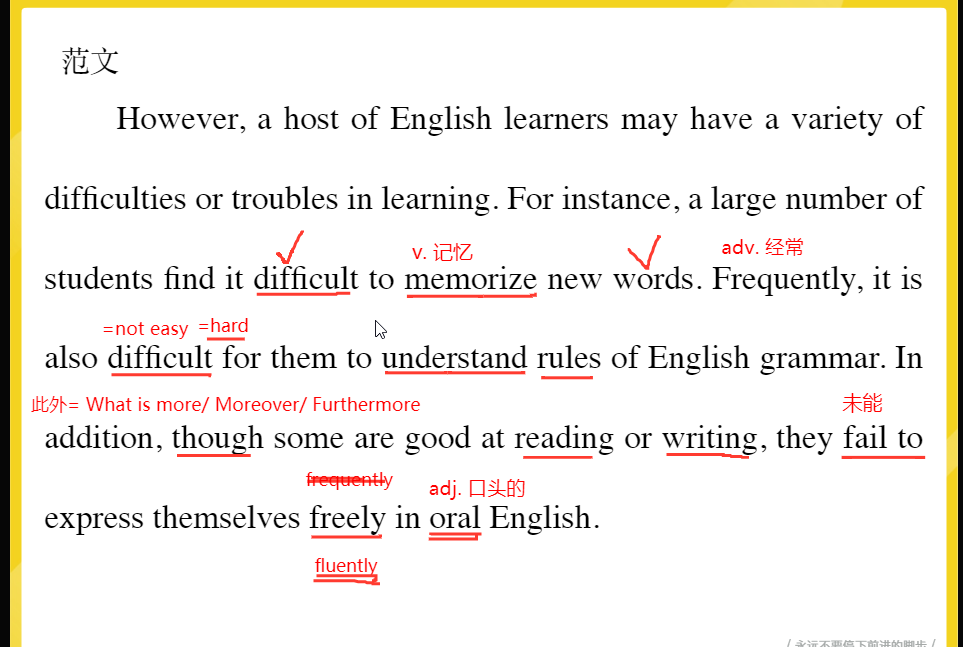 范文
However, a host of English learners may have a variety of
difficulties or troubles in learning. For instance, a large number of
v. 记忆 adv. 经常
students find it difficult to memorize new words. Frequently, it is
=not easy =hard
also difficult for them to understand rules of English grammar. In
此外= What is more/ Moreover/ Furthermore 未能
addition, though some are good at reading or writing, they fail to
frequently adj. 口头的
express themselves freely in oral English.
fluently
/ 永远不要停下前进的脚步 /